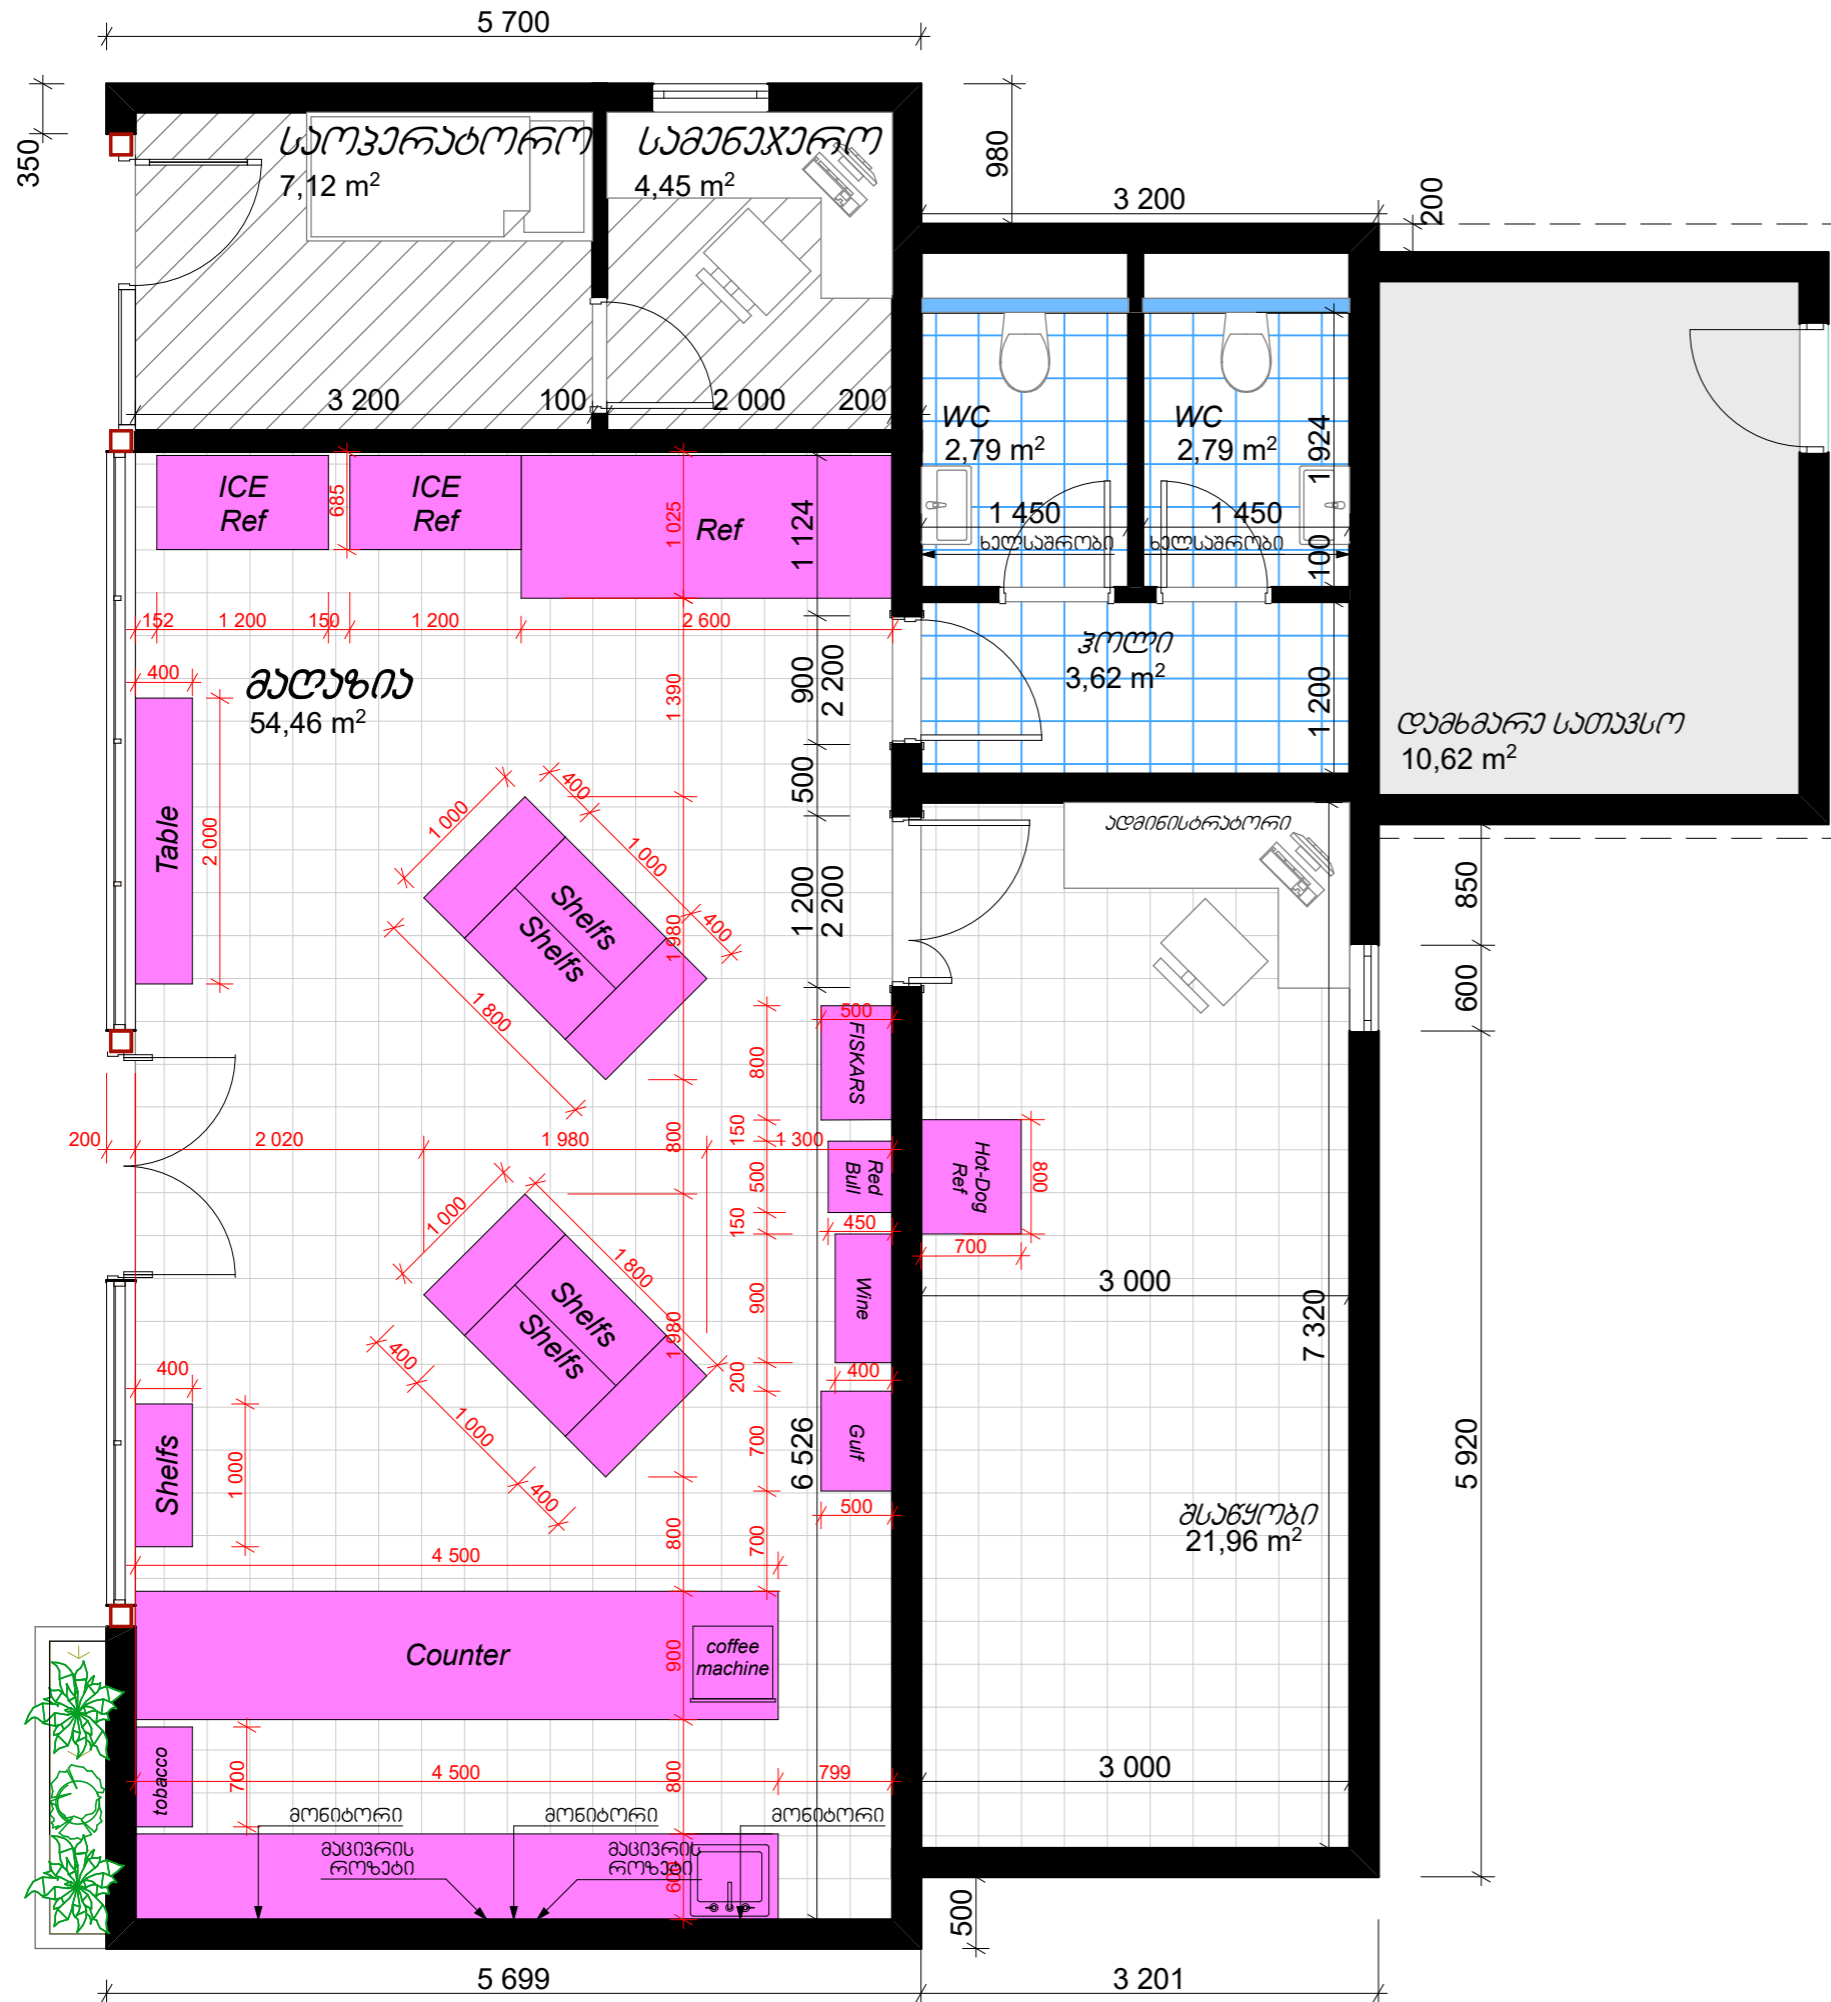 5 700
350
საოპერატორო
7,12 m²
სამენეჯერო
4,45 m²
980
3 200
200
3 200
100
2 000
200
WC
2,79 m²
WC
2,79 m²
1 924
1 450
1 450
ხელსაშრობი
ხელსაშრობი
100
ჰოლი
3,62 m²
1 200
დამხმარე სათავსო
10,62 m²
ICE
Ref
685
ICE
Ref
1 025
Ref
1 124
152
1 200
150
1 200
2 600
400
მაღაზია
54,46 m²
1 390
900
2 200
500
Table
2 000
1 000
400
1 000
400
Shelfs
Shelfs
1 980
1 800
1 200
2 200
ადმინისტრატორი
850
600
500
FISKARS
800
150
200
2 020
1 980
800
1 300
500
Red
Bull
450
150
Hot-Dog
Ref
800
700
3 000
7 320
1 000
1 800
Shelfs
Shelfs
1 980
900
Wine
400
200
400
1 000
400
400
Shelfs
1 000
700
Gulf
500
6 526
5 920
მსაწყობი
21,96 m²
800
700
4 500
Counter
900
coffee
machine
tobacco
700
4 500
800
799
3 000
მონიტორი
მონიტორი
მონიტორი
მაცივრის
როზეტი
მაცივრის
როზეტი
600
500
5 699
3 201